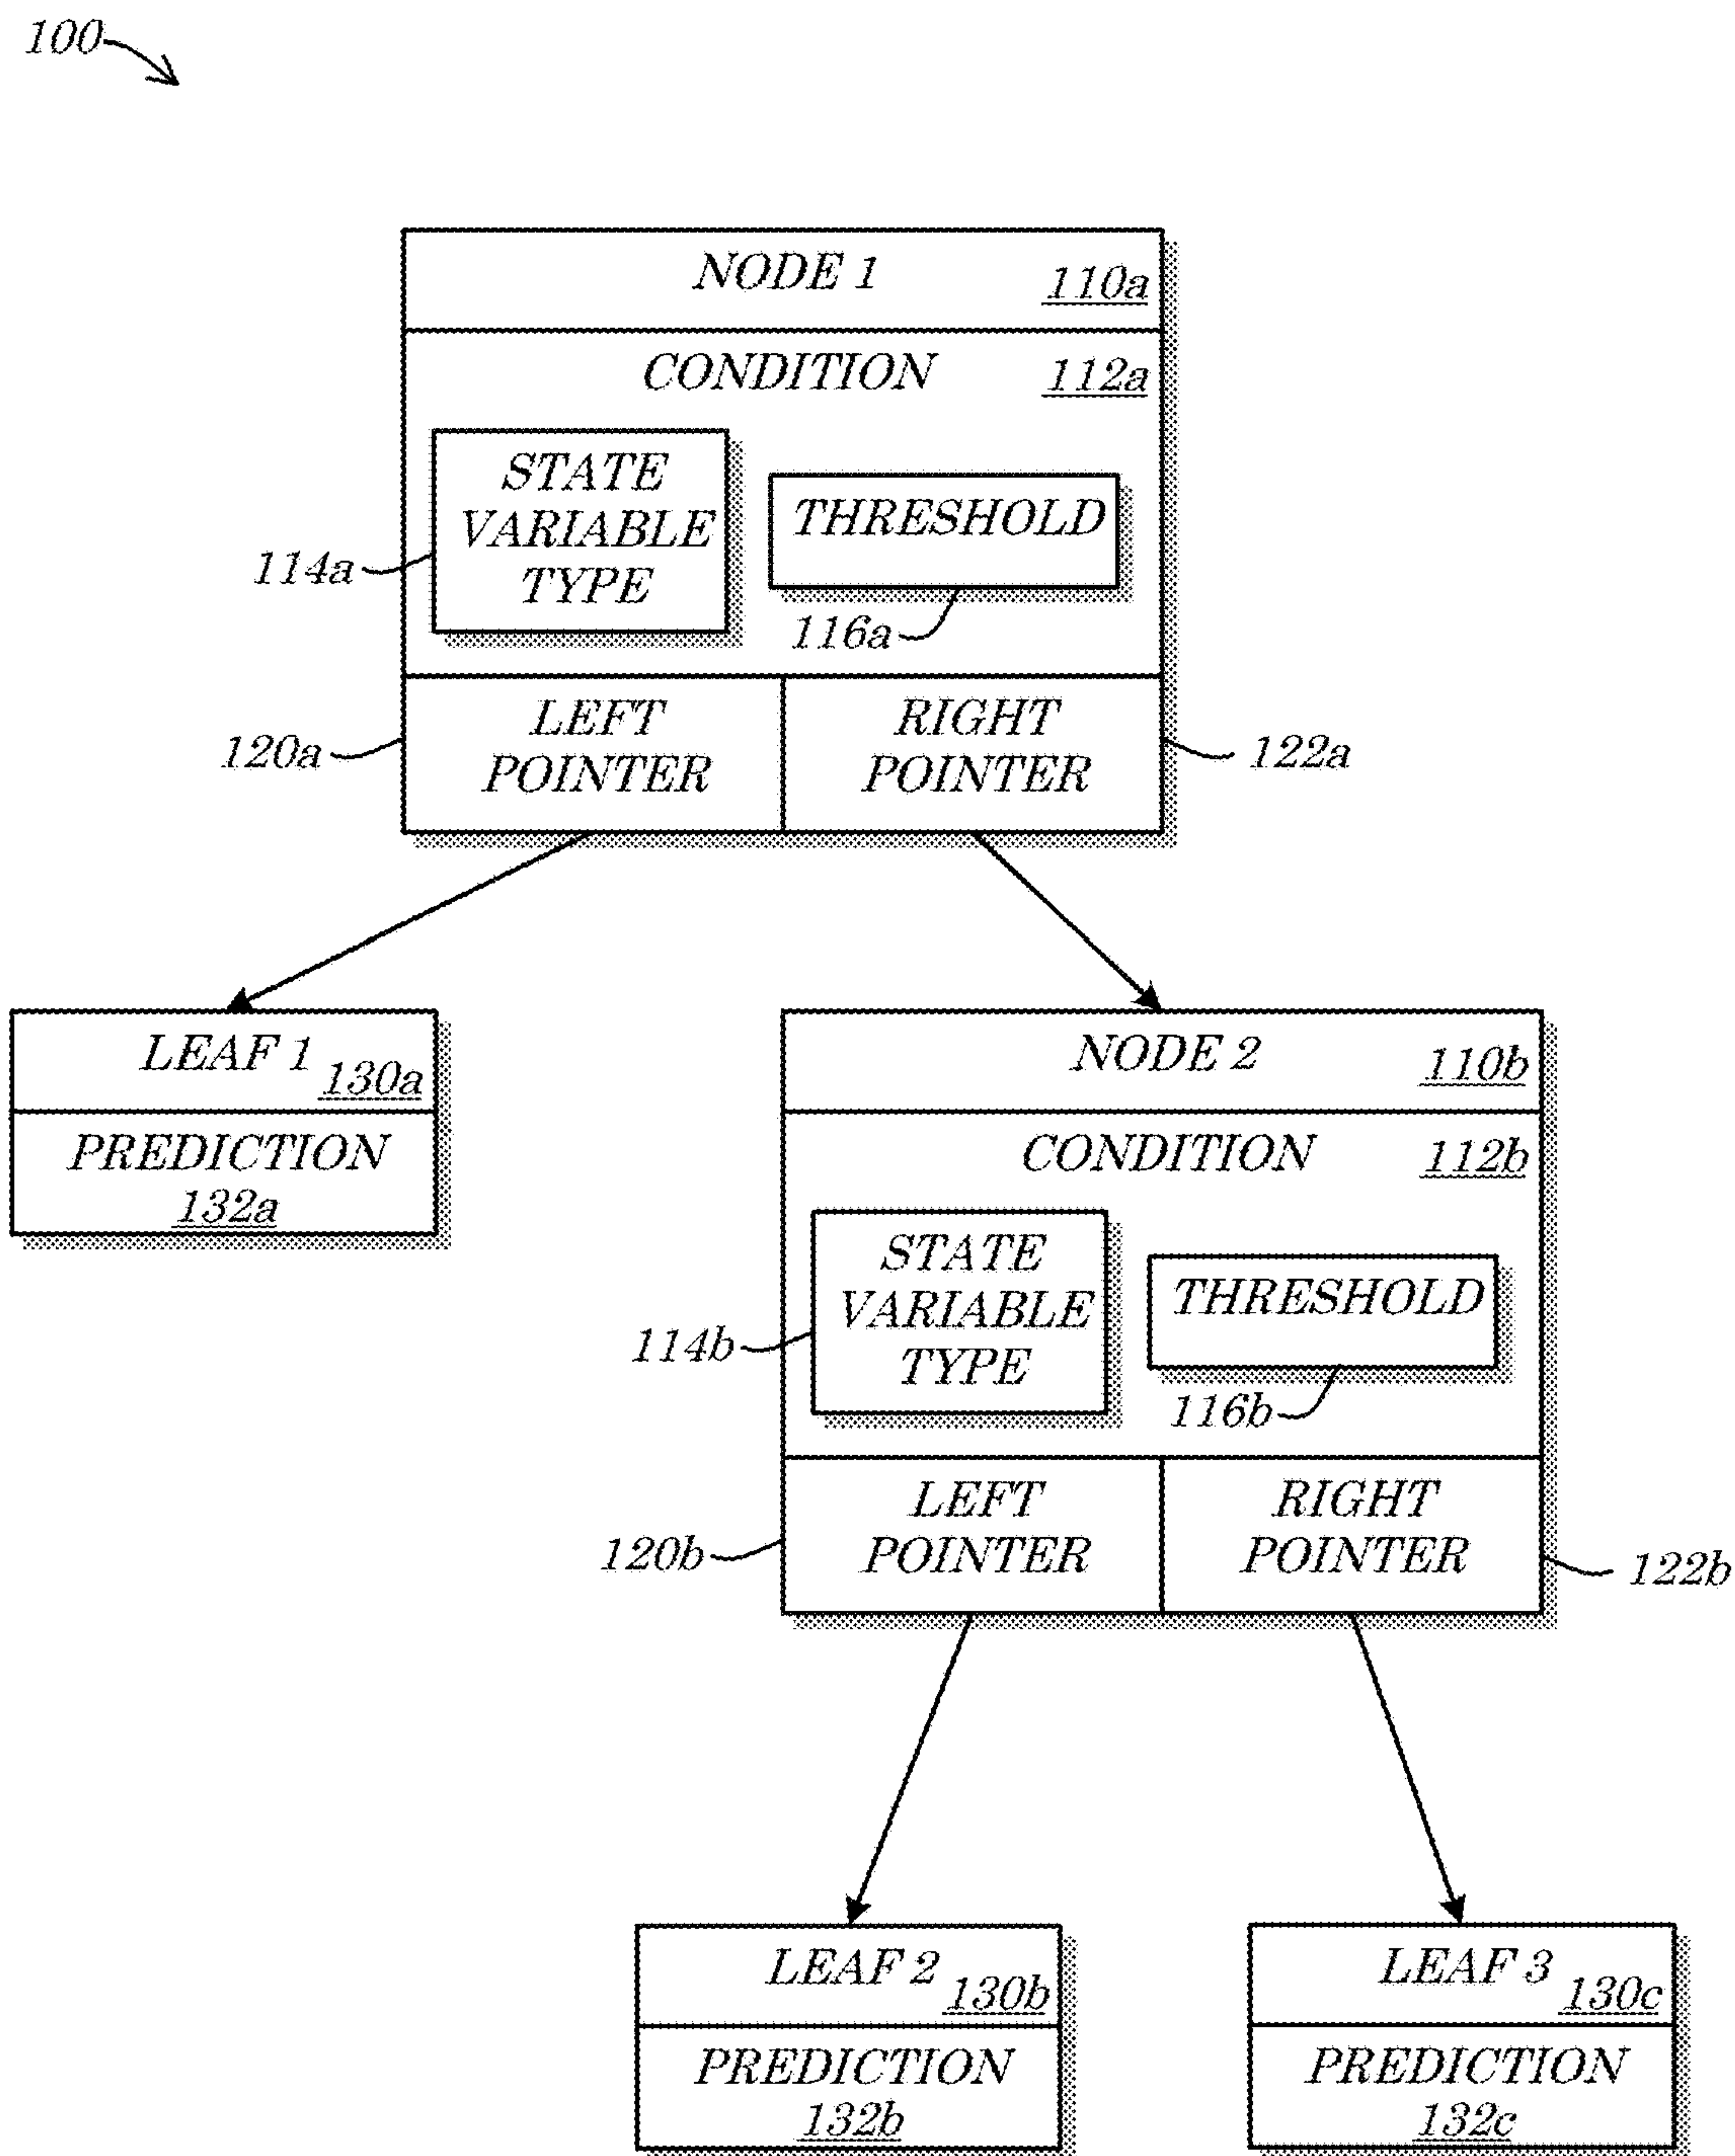 100
NODE 1
110a
CONDITION
112a
STATE
VARIABLE
TYPE
THRESHOLD
114a
116a
LEFT
POINTER
RIGHT
POINTER
120a
122a
LEAF 1
130a
PREDICTION
132a
NODE 2
110b
CONDITION
112b
STATE
VARIABLE
TYPE
THRESHOLD
114b
116b
LEFT
POINTER
RIGHT
POINTER
120b
122b
LEAF 2
130b
PREDICTION
132b
LEAF 3
130c
PREDICTION
132c